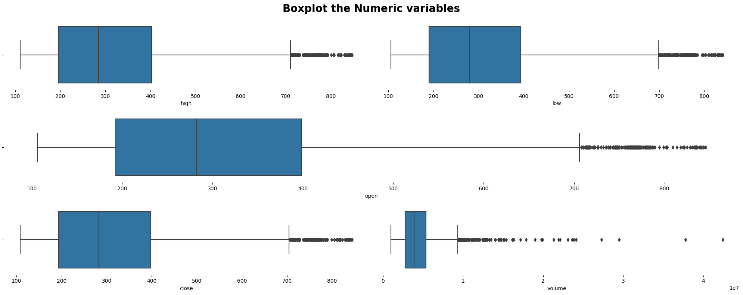 Boxplot the Numeric variables
100 200 300 400 500 600 700 800
high
100 200 300 400 500 600 700 800
low
100 200 300 400 500 600 700 800
open
100 200 300 400 500 600 700 800
close
0 1 2 3 4
1e7
volume